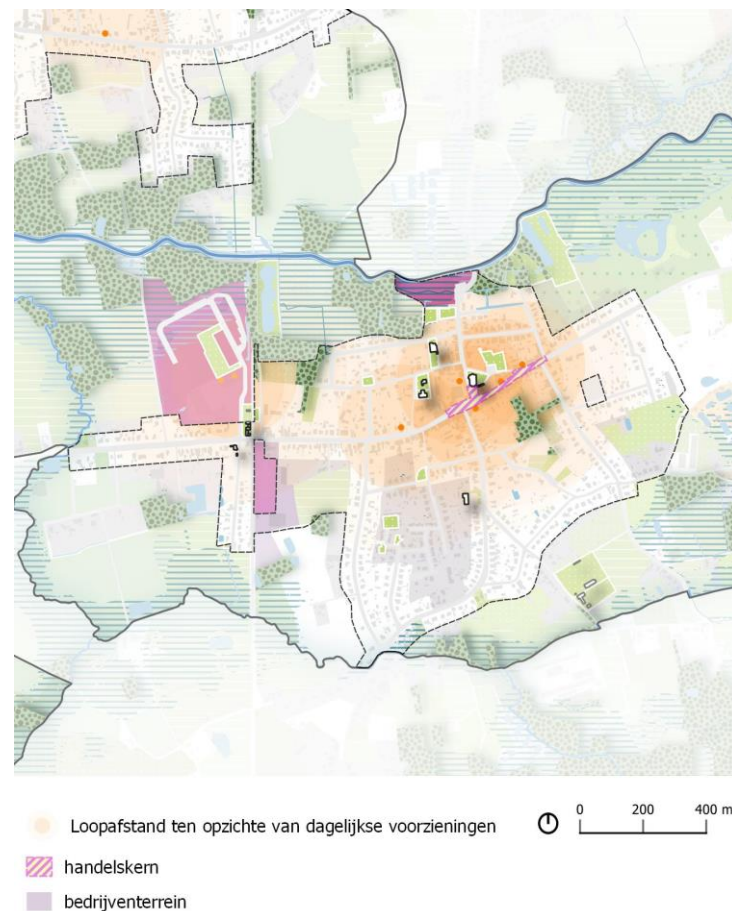 Loopafstand ten opzichte van dagelijkse voorzieningen
0 200 400 m
handelskern
bedrijventerrein